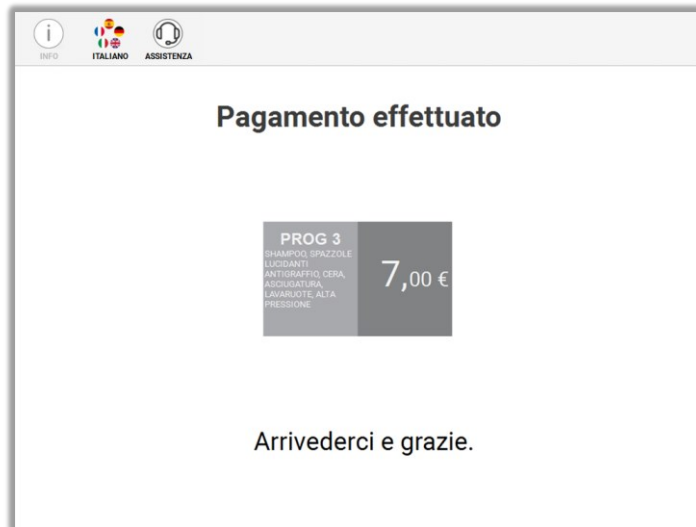 INFO
ITALIANO
ASSISTENZA
Pagamento effettuato
PROG 3
SHAMPOO, SPAZZOLE
LUCIDANTI
ANTIGRAFFIO, CERA,
ASCIUGATURA,
LAVARUOTE, ALTA
PRESSIONE
7,00 €
Arrivederci e grazie.